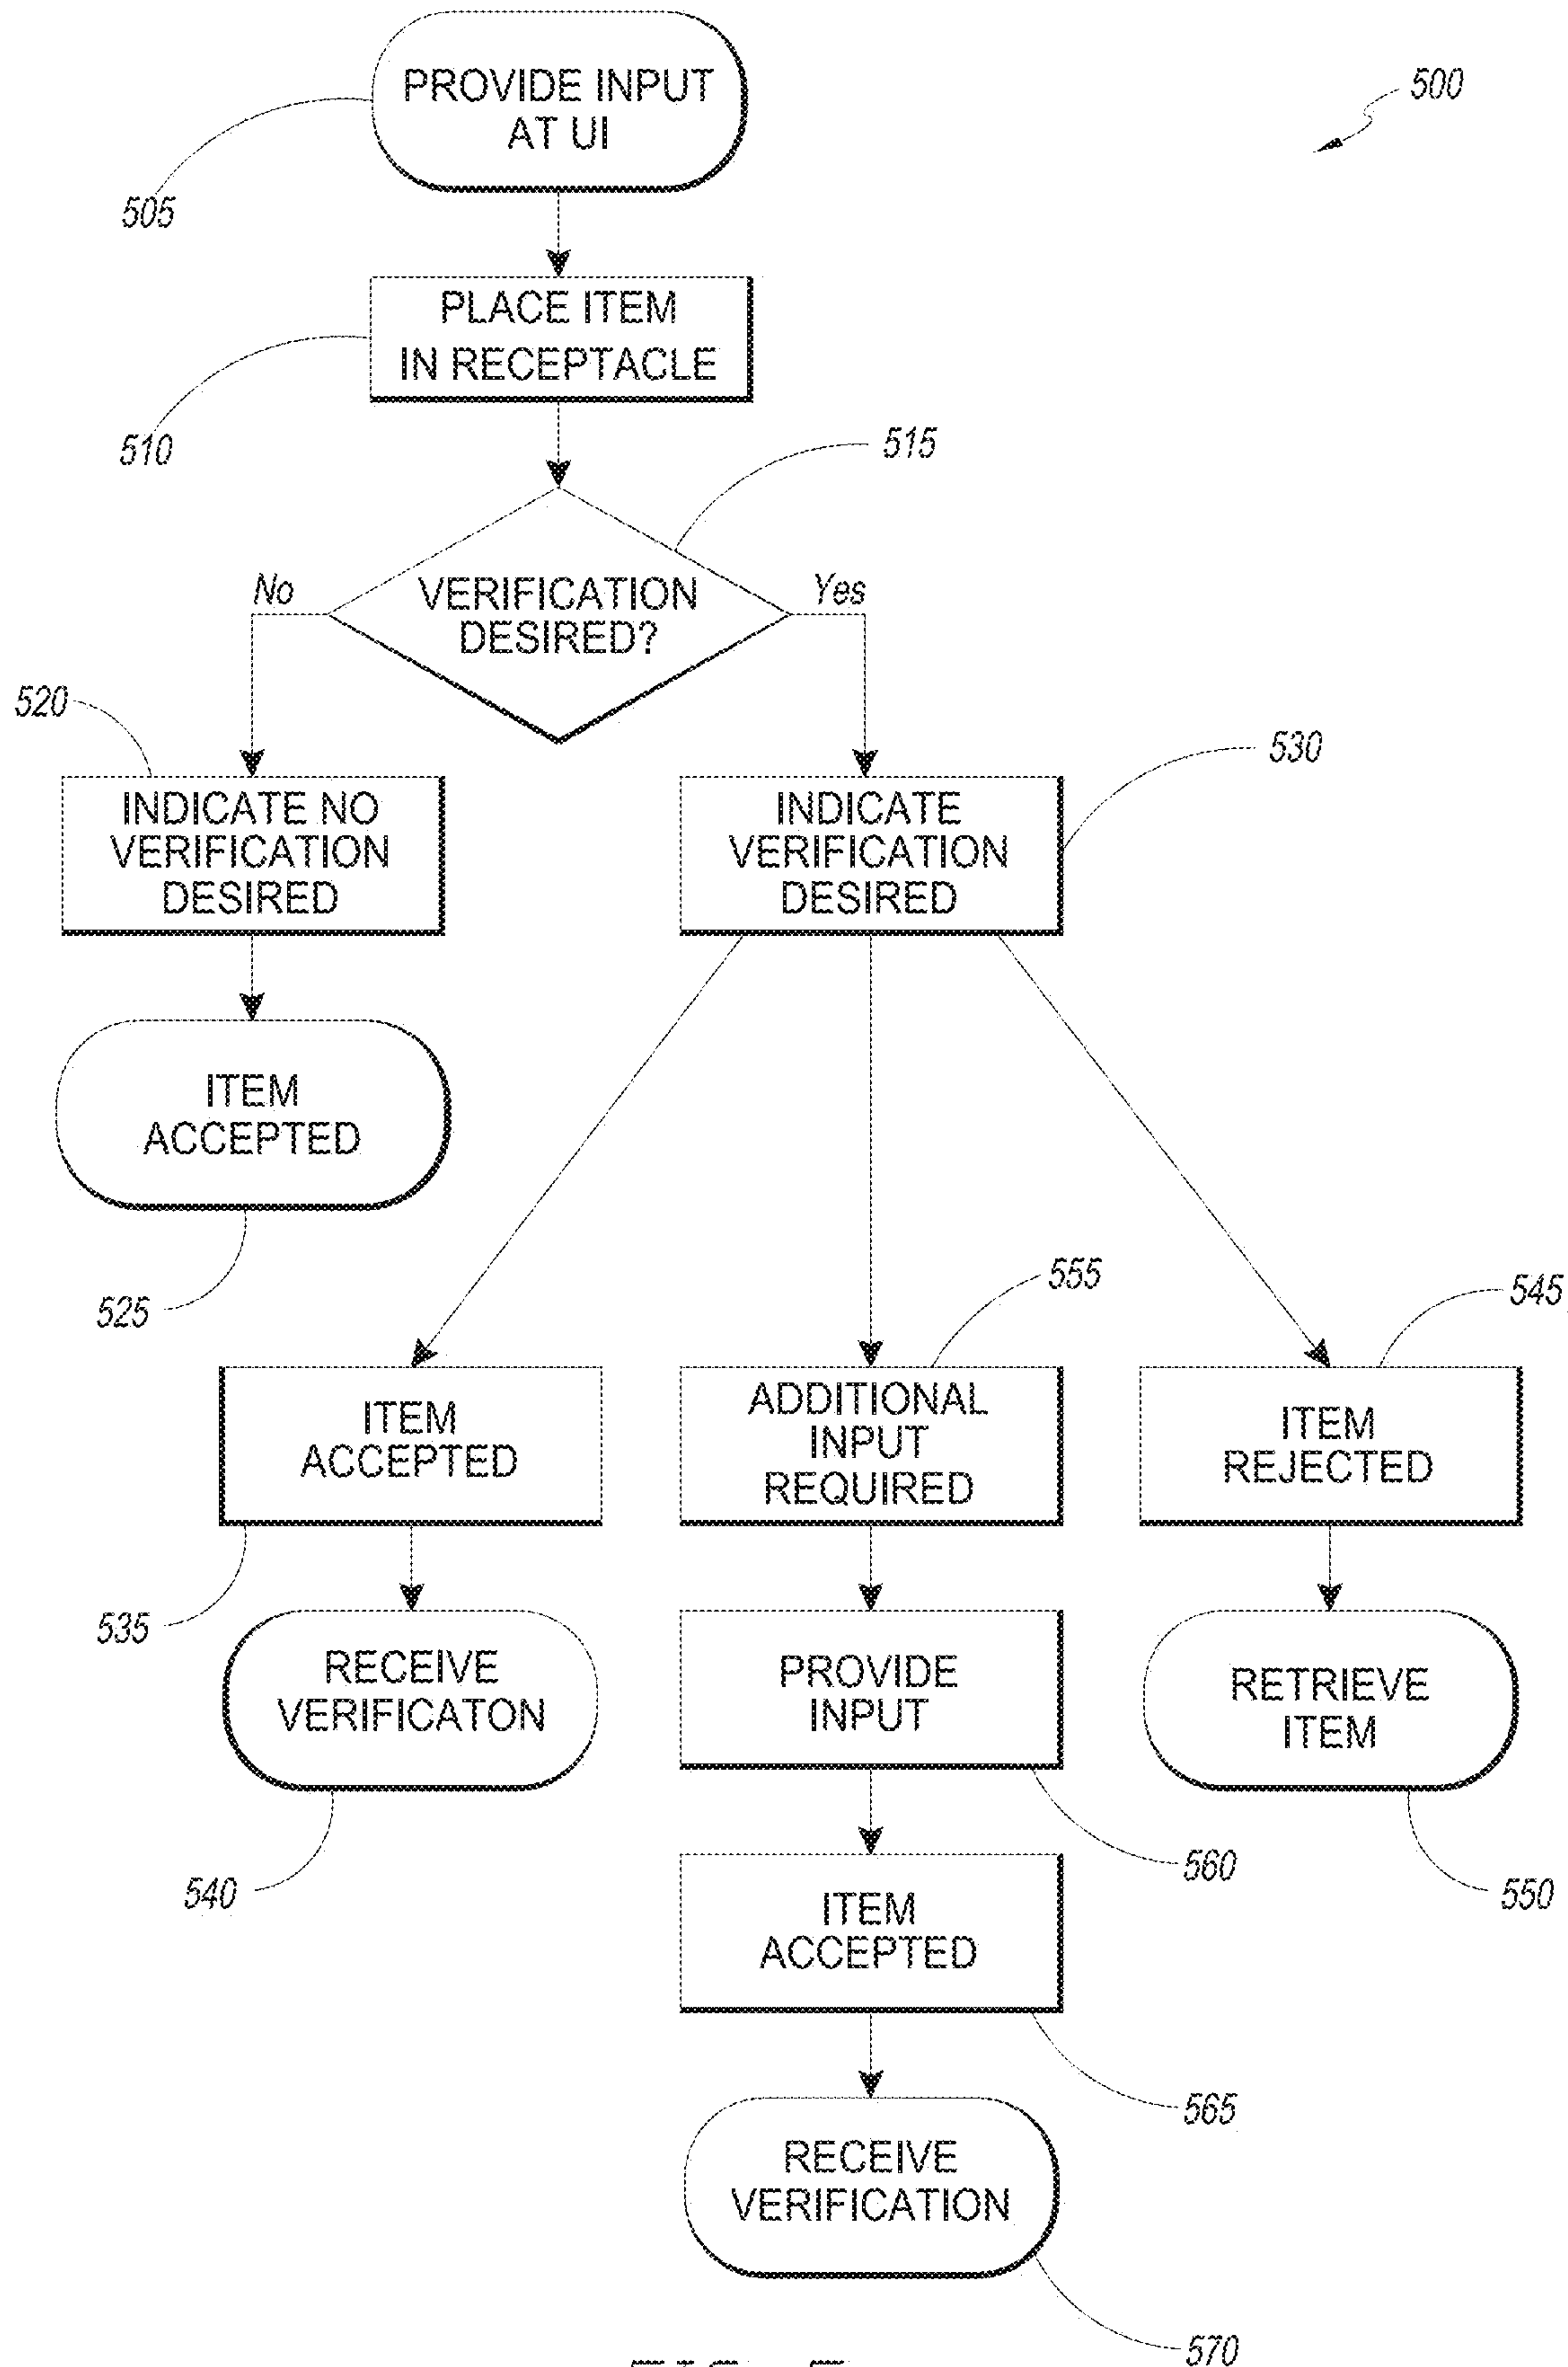 PROVIDE INPUT
AT UI
500
505
PLACE ITEM
IN RECEPTACLE
510
515
No
VERIFICATION
DESIRED?
Yes
520
530
INDICATE NO
VERIFICATION
DESIRED
INDICATE
VERIFICATION
DESIRED
ITEM
ACCEPTED
525
555
545
ITEM
ACCEPTED
ADDITIONAL
INPUT
REQUIRED
ITEM
REJECTED
535
RECEIVE
VERIFICATON
PROVIDE
INPUT
RETRIEVE
ITEM
540
560
550
ITEM
ACCEPTED
565
RECEIVE
VERIFICATION
570